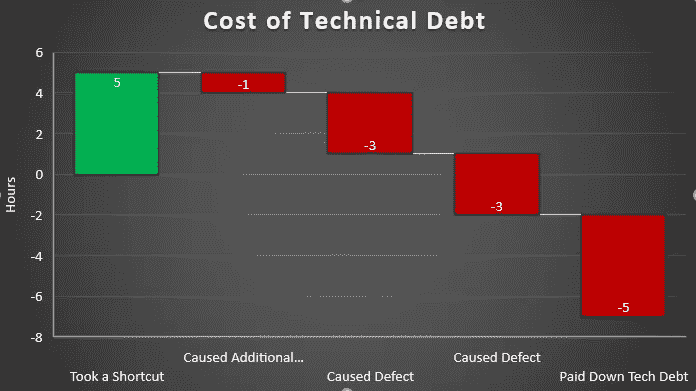 Cost of Technical Debt
Hours
6
4
2
0
-2
-4
-6
-8
5
-1
-3
-3
-5
Took a Shortcut
Caused Additional...
Caused Defect
Caused Defect
Paid Down Tech Debt